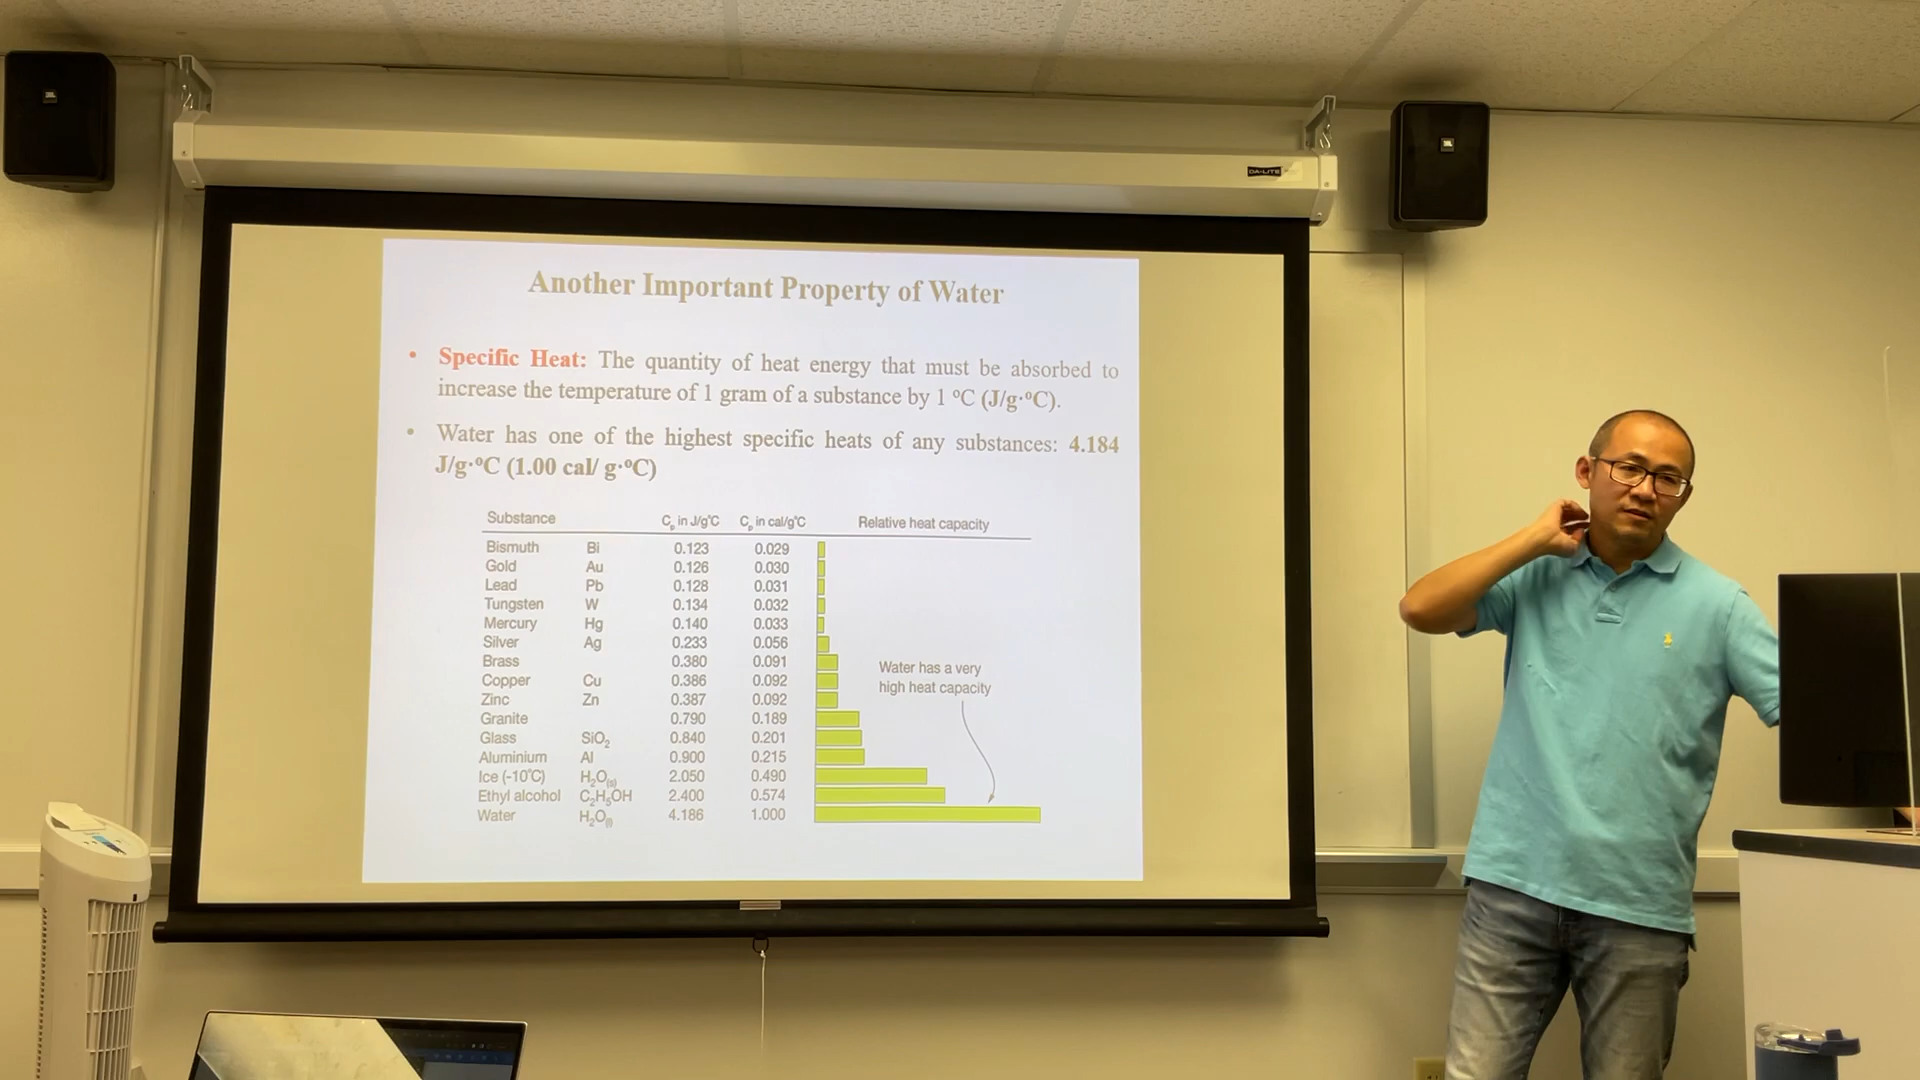 JBL
JBL
DA-LITE
Another Important Property of Water
• Specific Heat: The quantity of heat energy that must be absorbed to
increase the temperature of 1 gram of a substance by 1 ºC (J/g·ºC).
• Water has one of the highest specific heats of any substances: 4.184
J/g·ºC (1.00 cal/ g·ºC)
Substance Cp in J/g°C Cp in cal/g°C Relative heat capacity
Bismuth Bi 0.123 0.029
Gold Au 0.126 0.030
Lead Pb 0.128 0.031
Tungsten W 0.134 0.032
Mercury Hg 0.140 0.033
Silver Ag 0.233 0.056
Brass 0.380 0.091
Copper Cu 0.386 0.092
Zinc Zn 0.387 0.092
Granite 0.790 0.189
Glass SiO2 0.840 0.201
Aluminium Al 0.900 0.215
Ice (-10°C) H2O(s) 2.050 0.490
Ethyl alcohol C2H5OH 2.400 0.574
Water H2O(l) 4.186 1.000
Water has a very
high heat capacity